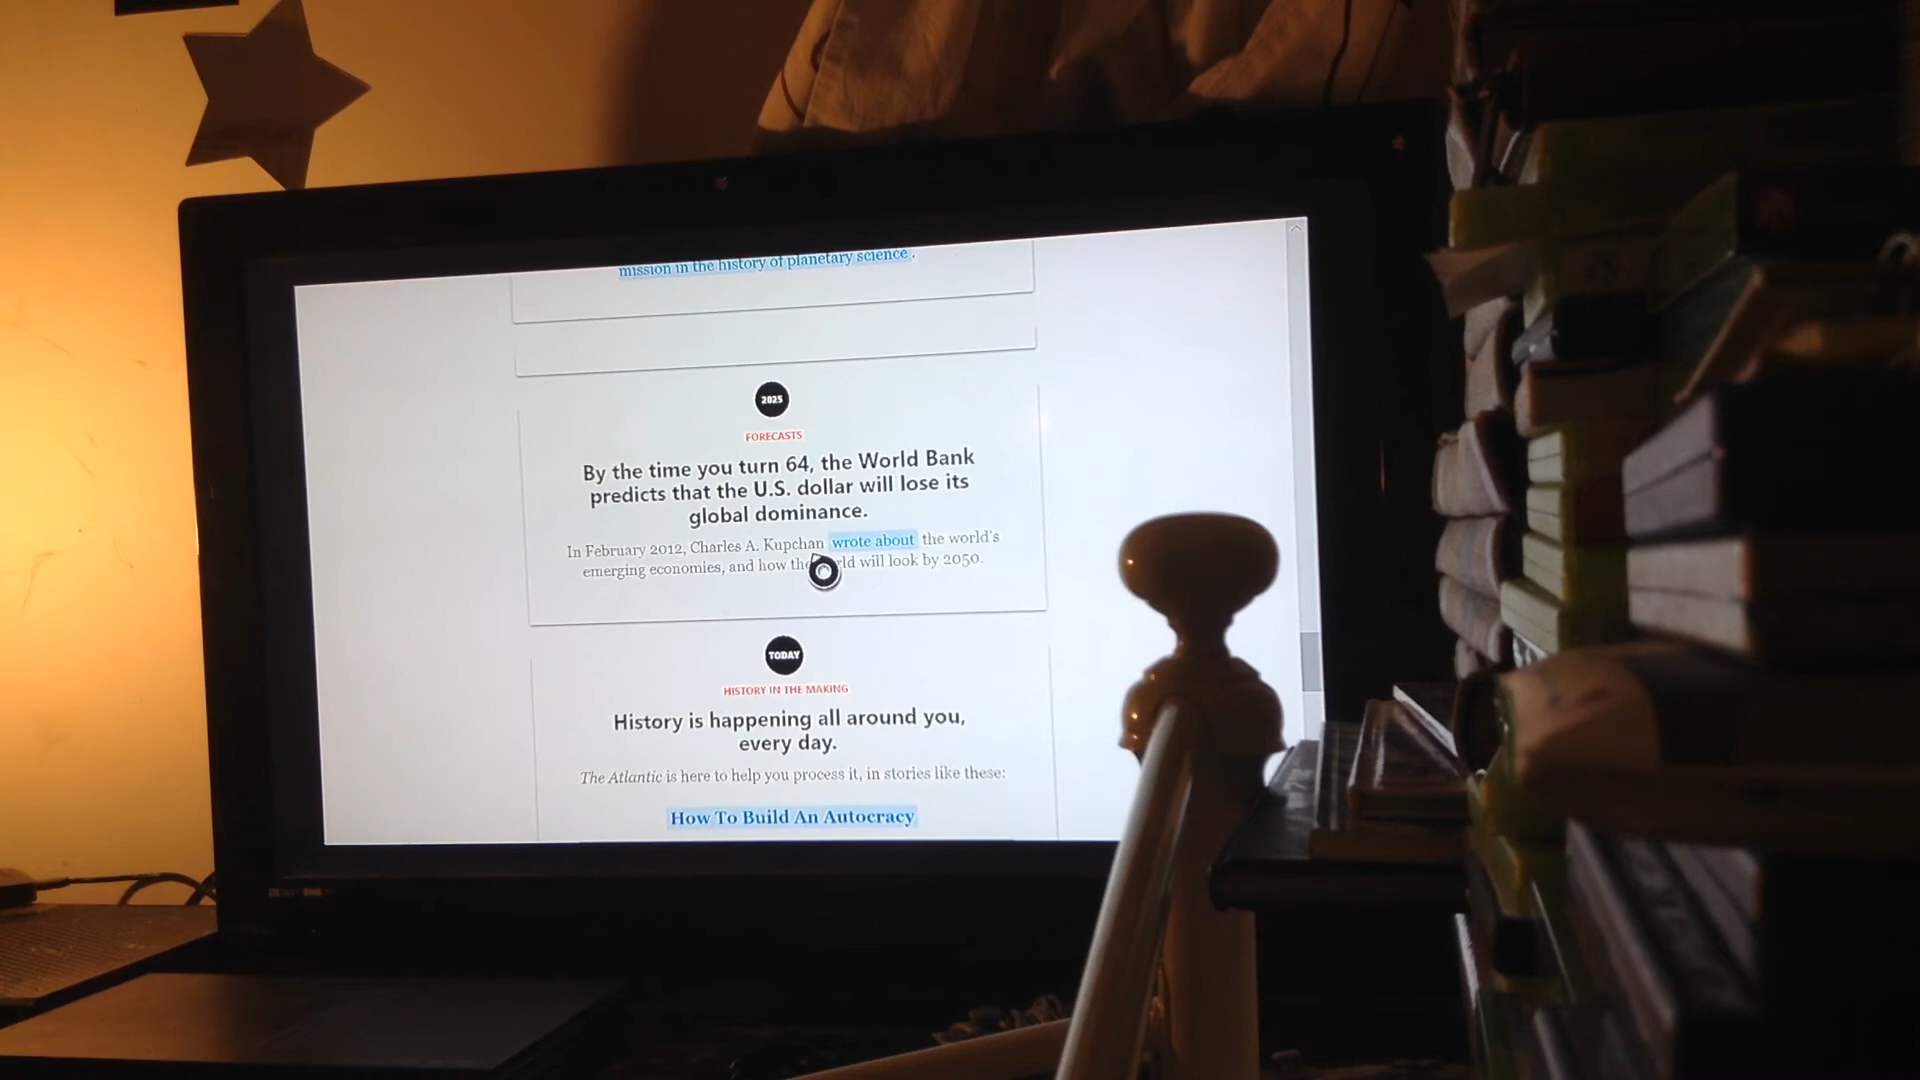 mission in the history of planetary science .
2025
FORECASTS
By the time you turn 64, the World Bank
predicts that the U.S. dollar will lose its
global dominance.
In February 2012, Charles A. Kupchan wrote about the world's
emerging economies, and how the will look by 2050.
TODAY
HISTORY IN THE MAKING
History is happening all around you,
every day.
The Atlantic is here to help you process it, in stories like these:
How To Build An Autocracy